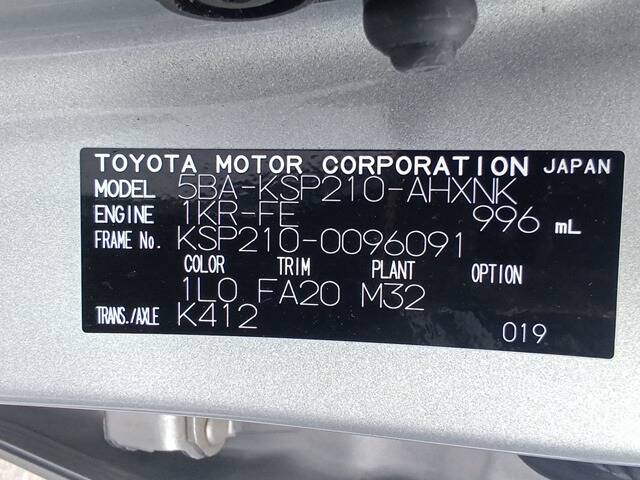 TOYOTA MOTOR CORPORATION JAPAN
MODEL 5BA-KSP210-AHXNK
ENGINE 1KR-FE 996 mL
FRAME No. KSP210-0096091
COLOR TRIM PLANT OPTION
1L0 FA20 M32
TRANS./AXLE K412
019